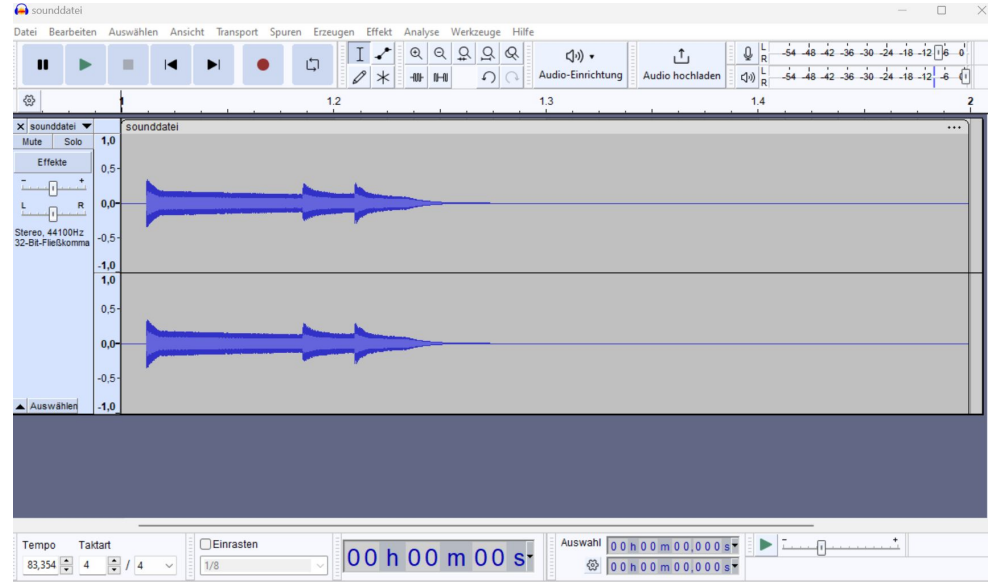 sounddatei
Datei Bearbeiten Auswählen Ansicht Transport Spuren Erzeugen Effekt Analyse Werkzeuge Hilfe
Audio-Einrichtung Audio hochladen
L R -54 -48 -42 -36 -30 -24 -18 -12 -6 0
L R -54 -48 -42 -36 -30 -24 -18 -12 -6 0
1 1.2 1.3 1.4 2
sounddatei sounddatei
Mute Solo
Effekte
- +
L R
Stereo, 44100Hz
32-Bit-Fließkomma
1,0
0,5
0,0
-0,5
-1,0
1,0
0,5
0,0
-0,5
-1,0
Auswählen
Tempo Taktart Einrasten
83,354 4 / 4 1/8
00 h 00 m 00 s
Auswahl 00 h 00 m 00,000 s
00 h 00 m 00,000 s
- +